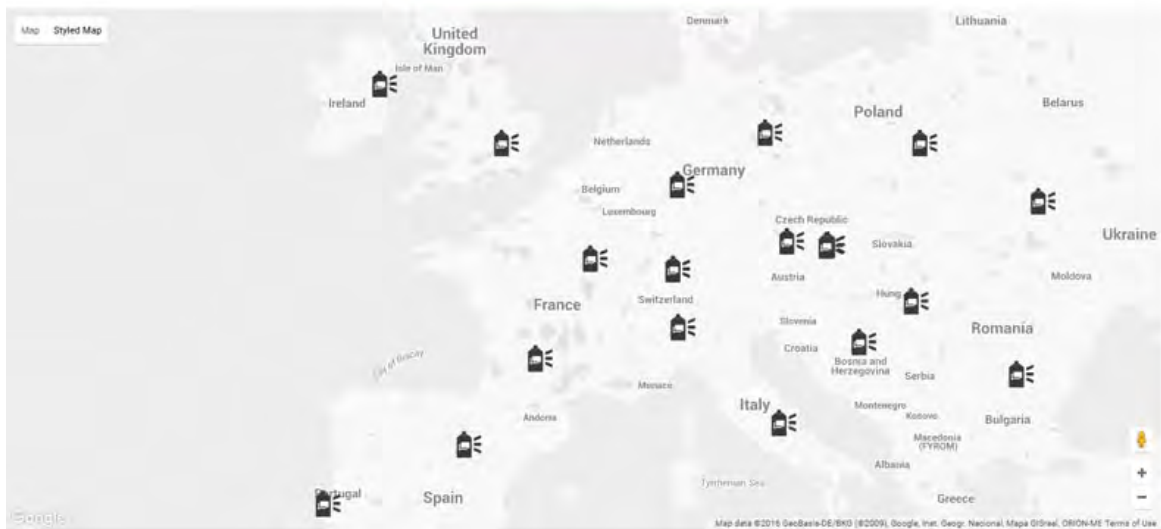 Map Styled Map
Denmark
Lithuania
United
Kingdom
Isle of Man
Ireland
Belarus
Poland
Netherlands
Germany
Belgium
Luxembourg
Czech Republic
Ukraine
Slovakia
Austria
Moldova
Hung
Switzerland
France
Slovenia
Romania
Croatia
Bay of Biscay
Bosnia and
Herzegovina
Serbia
Monaco
Italy
Montenegro
Kosovo
Andorra
Bulgaria
Macedonia
(FYROM)
Albania
Tyrrhenian Sea
Portugal
Spain
Greece
Google
Map data ©2016 GeoBasis-DE/BKG (©2009), Google, Inst. Geogr. Nacional, Mapa GISrael, ORION-ME Terms of Use